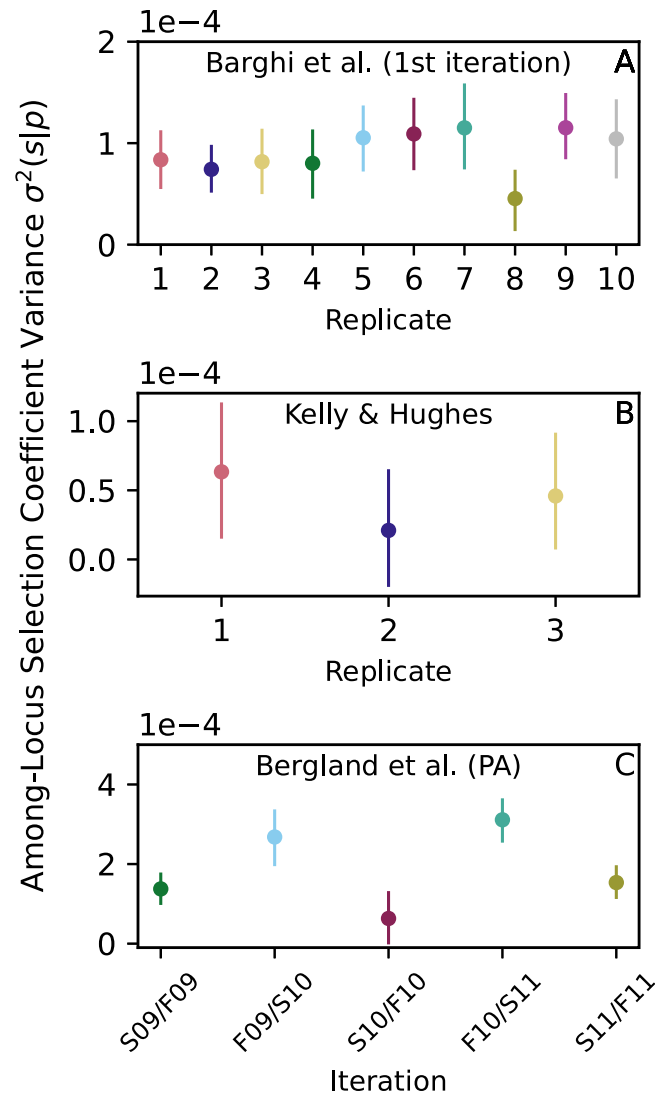 Among-Locus Selection Coefficient Variance σ²(s|p)
1e−4
Barghi et al. (1st iteration) A
2
1
0
1 2 3 4 5 6 7 8 9 10
Replicate
1e−4
Kelly & Hughes B
1.0
0.5
0.0
1 2 3
Replicate
1e−4
Bergland et al. (PA) C
4
2
0
S09/F09 F09/S10 S10/F10 F10/S11 S11/F11
Iteration